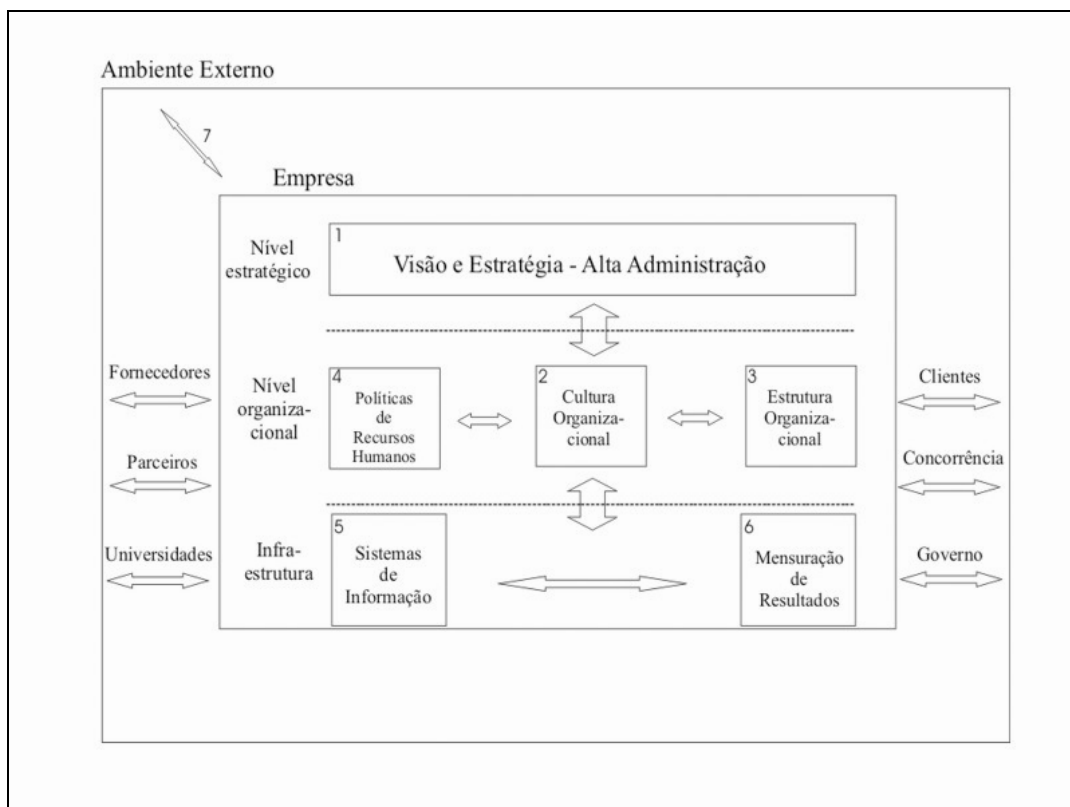 Ambiente Externo
7
Empresa
Nível
estratégico
1
Visão e Estratégia - Alta Administração
Fornecedores
Parceiros
Universidades
Nível
organiza-
cional
4
Políticas
de
Recursos
Humanos
2
Cultura
Organiza-
cional
3
Estrutura
Organiza-
cional
Clientes
Concorrência
Governo
Infra-
estrutura
5
Sistemas
de
Informação
6
Mensuração
de
Resultados